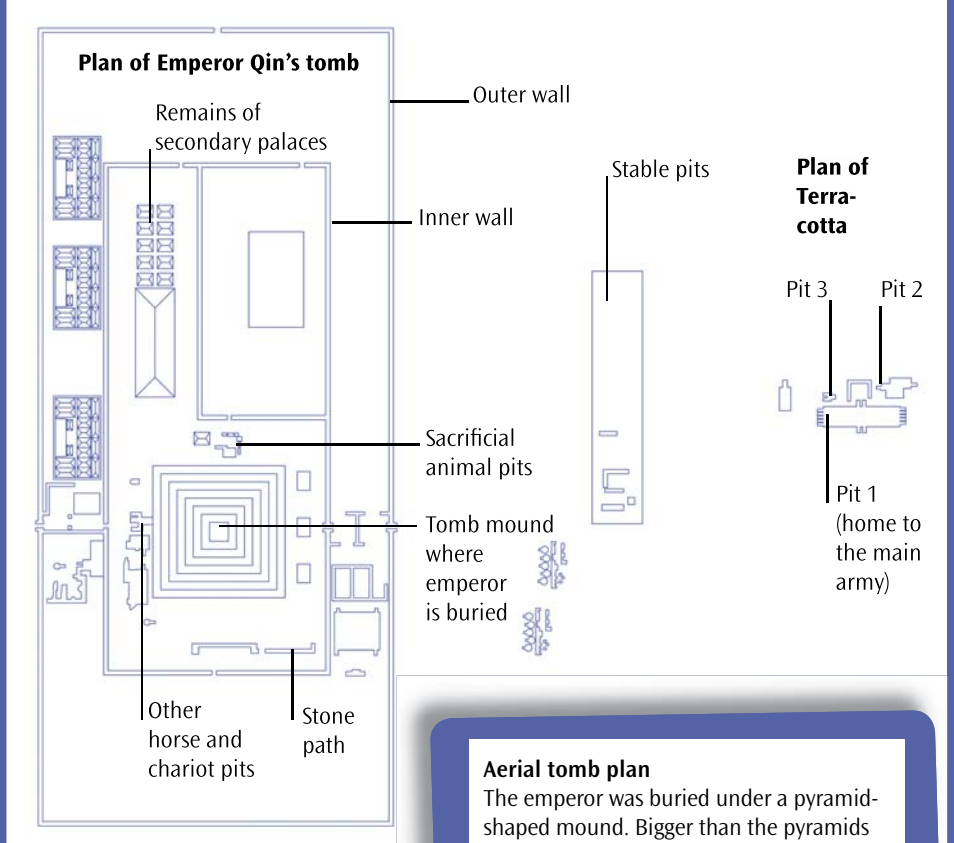 Plan of Emperor Qin's tomb
Outer wall
Remains of
secondary palaces
Stable pits
Plan of
Terra-
cotta
Inner wall
Pit 3
Pit 2
Sacrificial
animal pits
Pit 1
(home to
the main
army)
Tomb mound
where
emperor
is buried
Other
horse and
chariot pits
Stone
path
Aerial tomb plan
The emperor was buried under a pyramid-
shaped mound. Bigger than the pyramids